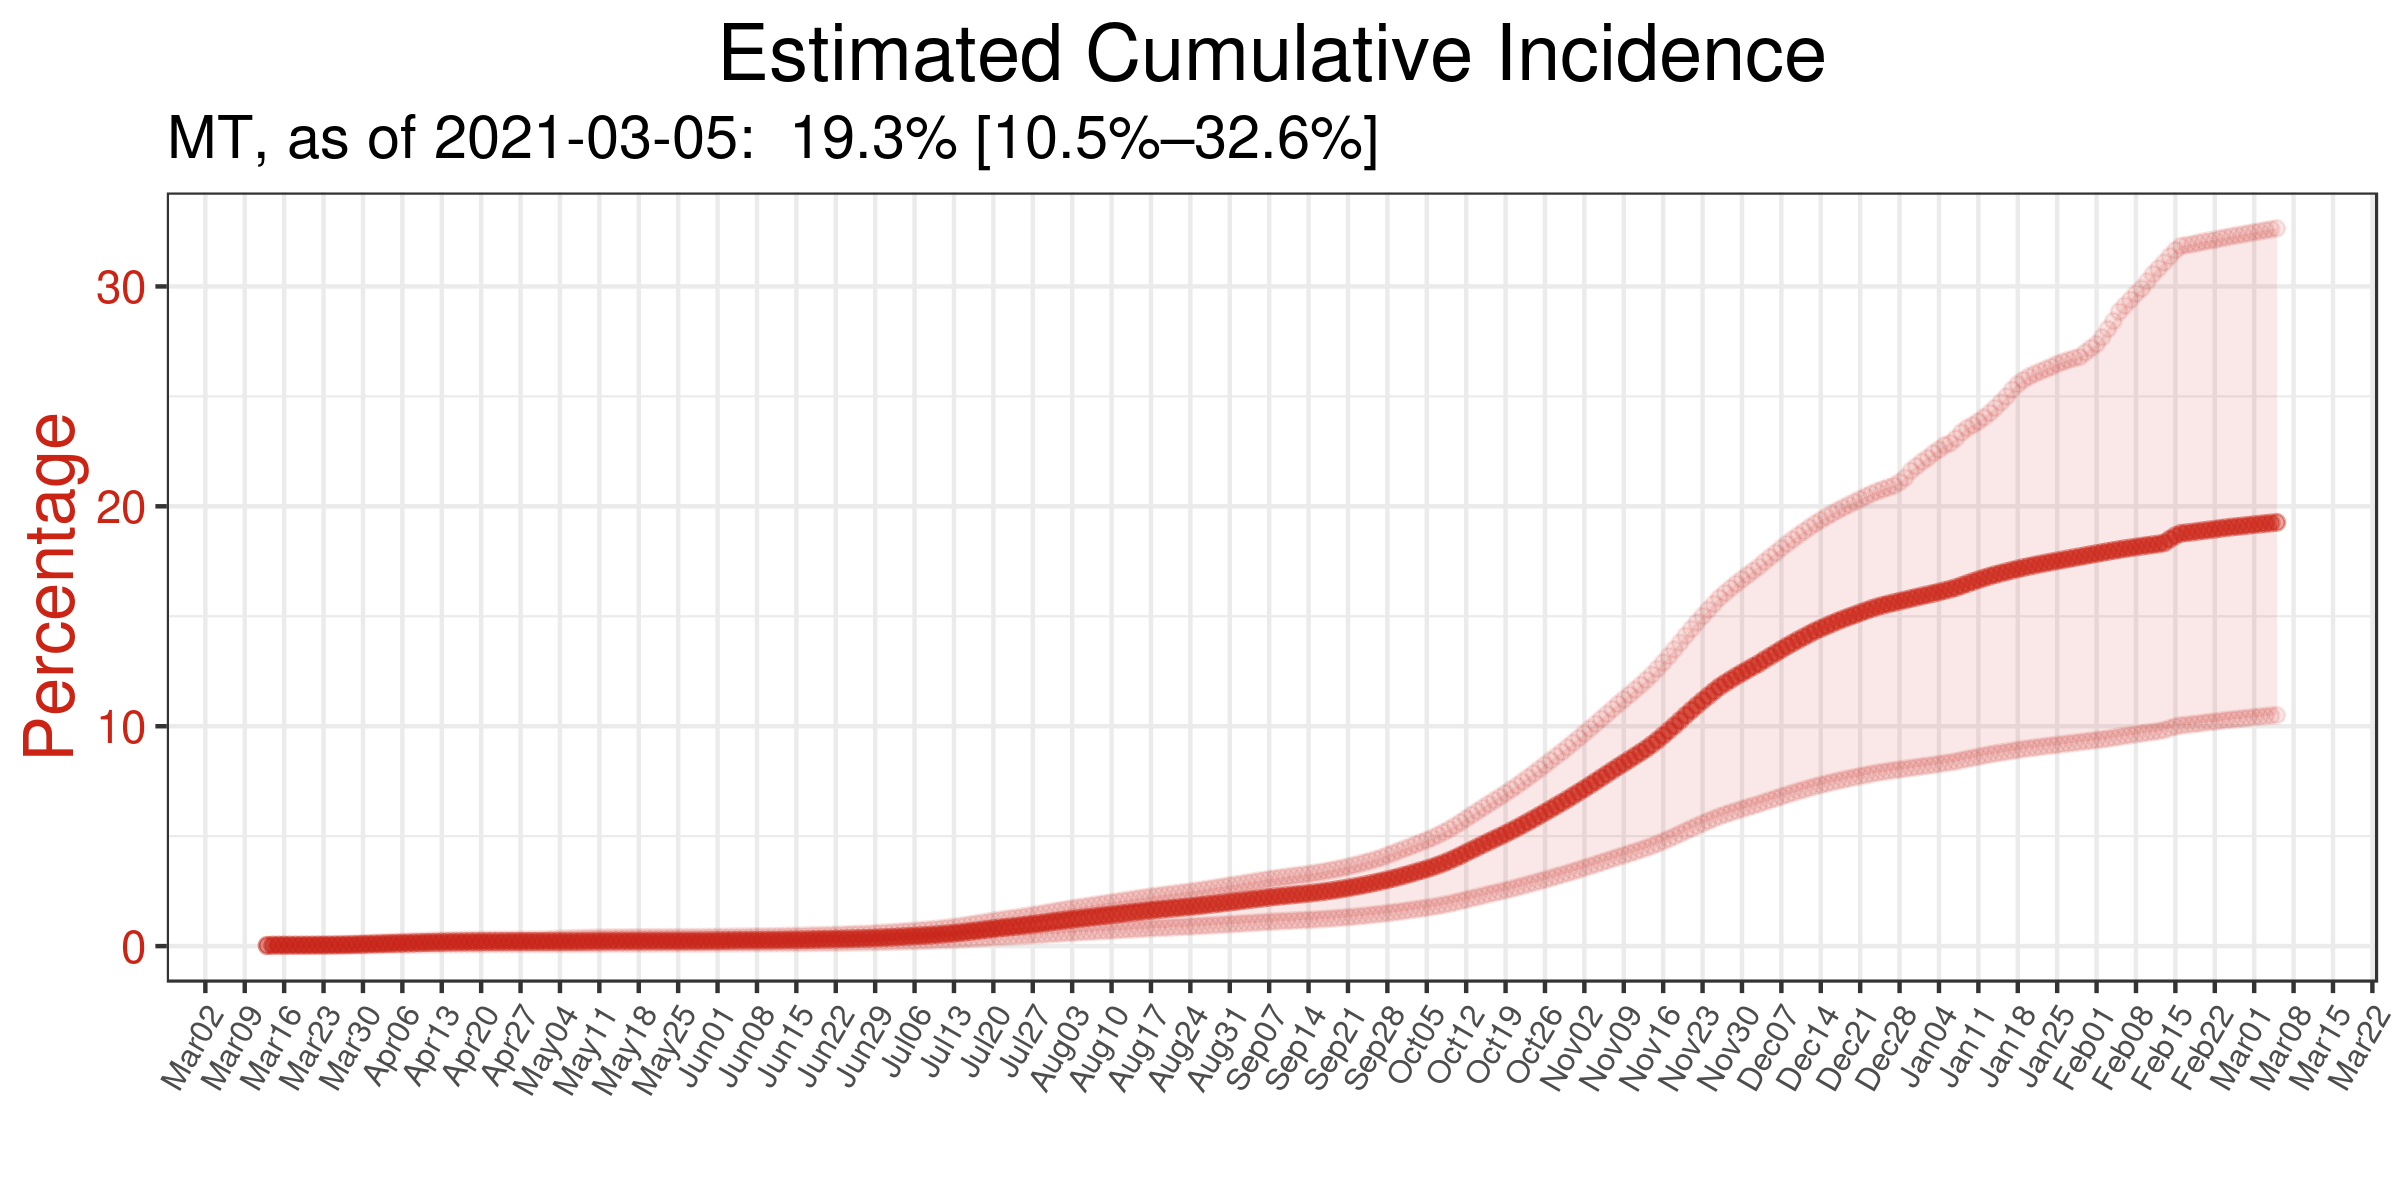 Estimated Cumulative Incidence
MT, as of 2021-03-05:  19.3% [10.5%–32.6%]
Percentage
30
20
10
0
Mar02
Mar09
Mar16
Mar23
Mar30
Apr06
Apr13
Apr20
Apr27
May04
May11
May18
May25
Jun01
Jun08
Jun15
Jun22
Jun29
Jul06
Jul13
Jul20
Jul27
Aug03
Aug10
Aug17
Aug24
Aug31
Sep07
Sep14
Sep21
Sep28
Oct05
Oct12
Oct19
Oct26
Nov02
Nov09
Nov16
Nov23
Nov30
Dec07
Dec14
Dec21
Dec28
Jan04
Jan11
Jan18
Jan25
Feb01
Feb08
Feb15
Feb22
Mar01
Mar08
Mar15
Mar22